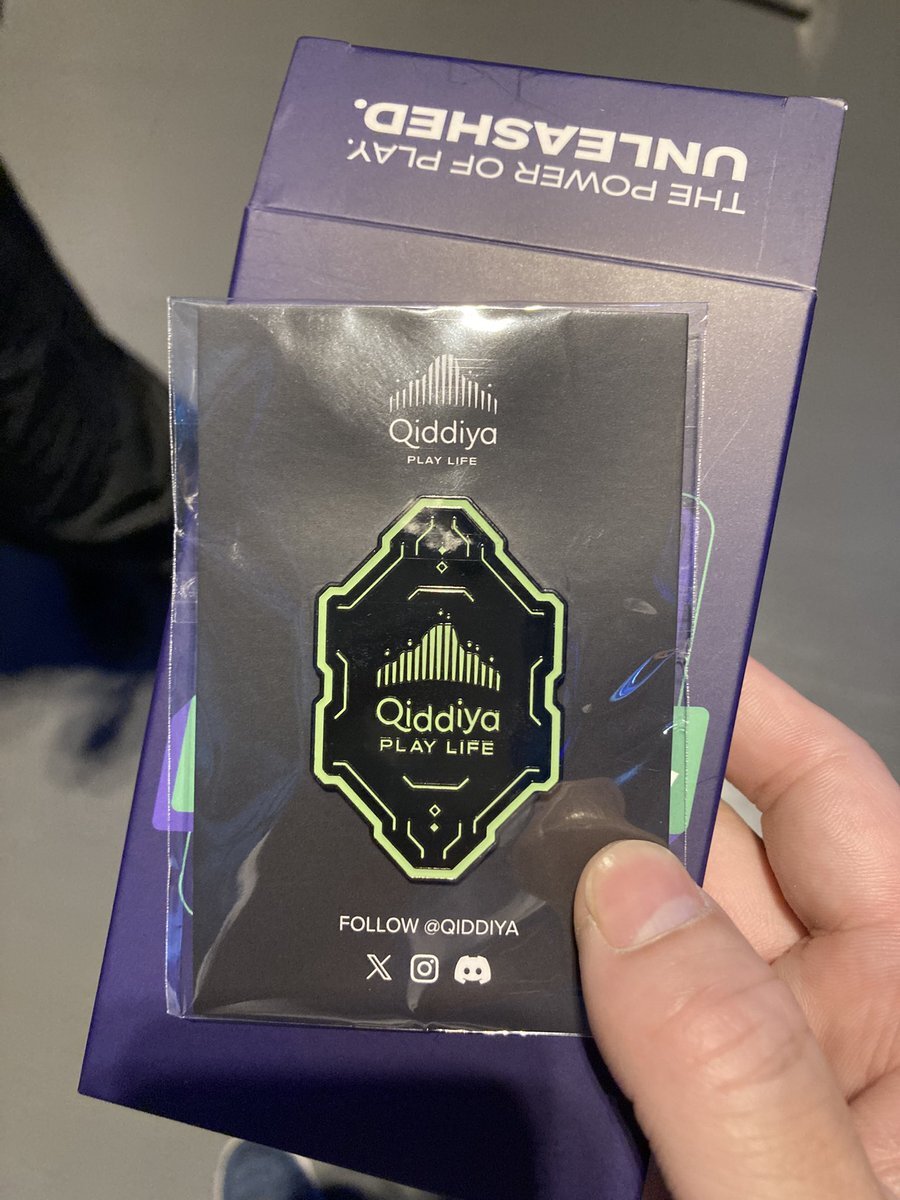 THE POWER OF PLAY.
UNLEASHED.
Qiddiya
PLAY LIFE
Qiddiya
PLAY LIFE
FOLLOW @QIDDIYA